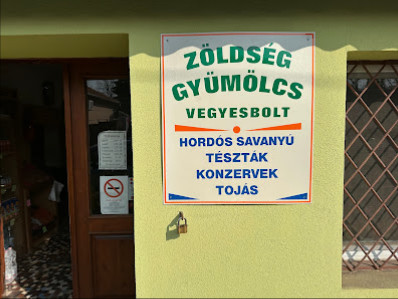 ZÖLDSÉG
GYÜMÖLCS
VEGYESBOLT
HORDÓS SAVANYÚ
TÉSZTÁK
KONZERVEK
TOJÁS